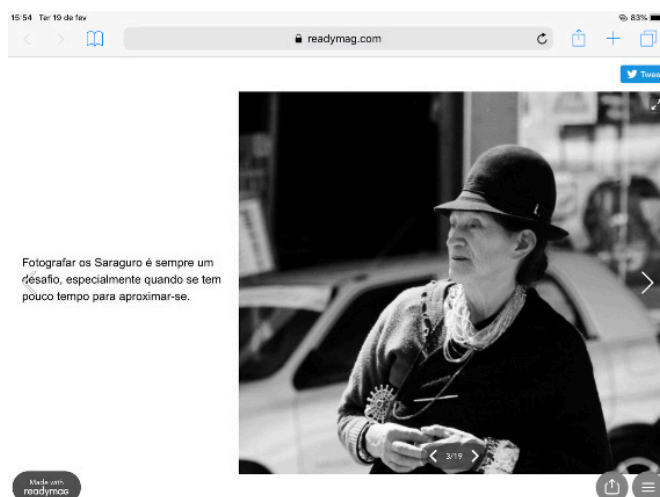 15:54 Ter 19 de fev
83%
readymag.com
Tweet
Fotografar os Saraguro é sempre um
desafio, especialmente quando se tem
pouco tempo para aproximar-se.
3/19
Made with
readymag